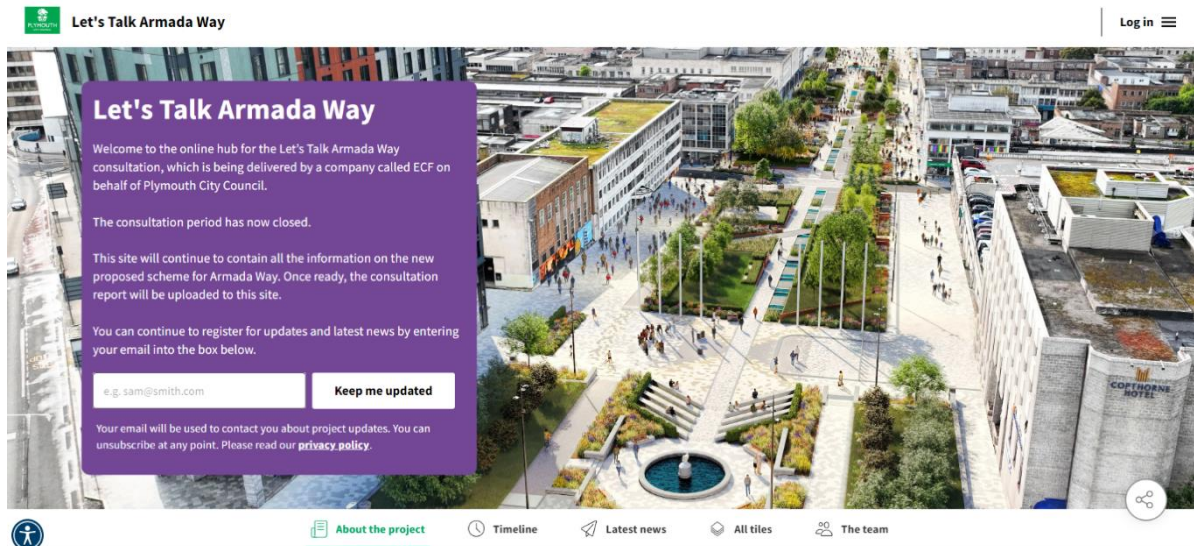 PLYMOUTH
Let's Talk Armada Way
Log in
Let's Talk Armada Way
Welcome to the online hub for the Let's Talk Armada Way
consultation, which is being delivered by a company called ECF on
behalf of Plymouth City Council.
The consultation period has now closed.
This site will continue to contain all the information on the new
proposed scheme for Armada Way. Once ready, the consultation
report will be uploaded to this site.
You can continue to register for updates and latest news by entering
your email into the box below.
e.g. sam@smith.com
Keep me updated
Your email will be used to contact you about project updates. You can
unsubscribe at any point. Please read our privacy policy.
COPTHORNE
HOTEL
About the project
Timeline
Latest news
All tiles
The team